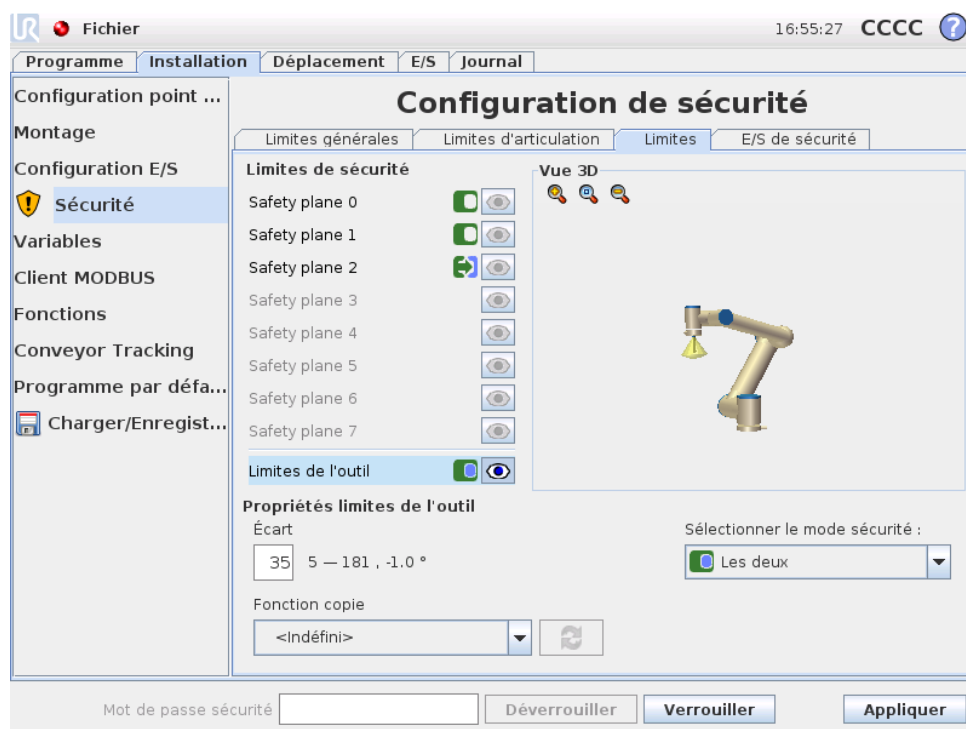 UR Fichier 16:55:27 CCCC ?
Programme Installation Déplacement E/S Journal
Configuration point ...
Montage
Configuration E/S
Sécurité
Variables
Client MODBUS
Fonctions
Conveyor Tracking
Programme par défa...
Charger/Enregist...
Configuration de sécurité
Limites générales Limites d'articulation Limites E/S de sécurité
Limites de sécurité
Safety plane 0
Safety plane 1
Safety plane 2
Safety plane 3
Safety plane 4
Safety plane 5
Safety plane 6
Safety plane 7
Limites de l'outil
Vue 3D
Propriétés limites de l'outil
Écart
35 5 — 181 , -1.0 °
Sélectionner le mode sécurité :
Les deux
Fonction copie
<Indéfini>
Mot de passe sécurité Déverrouiller Verrouiller Appliquer